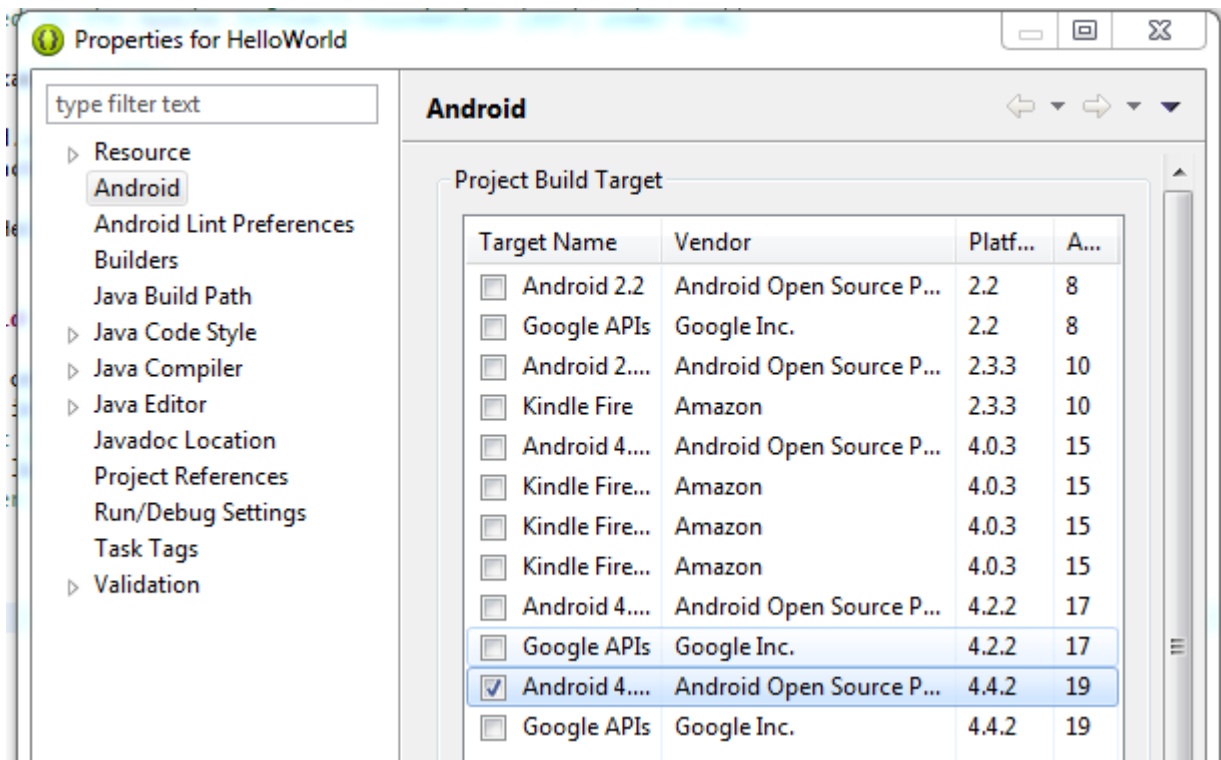 Properties for HelloWorld
type filter text
Resource
Android
Android Lint Preferences
Builders
Java Build Path
Java Code Style
Java Compiler
Java Editor
Javadoc Location
Project References
Run/Debug Settings
Task Tags
Validation
Android
Project Build Target
Target Name Vendor Platf... A...
Android 2.2 Android Open Source P... 2.2 8
Google APIs Google Inc. 2.2 8
Android 2.... Android Open Source P... 2.3.3 10
Kindle Fire Amazon 2.3.3 10
Android 4.... Android Open Source P... 4.0.3 15
Kindle Fire... Amazon 4.0.3 15
Kindle Fire... Amazon 4.0.3 15
Kindle Fire... Amazon 4.0.3 15
Android 4.... Android Open Source P... 4.2.2 17
Google APIs Google Inc. 4.2.2 17
Android 4.... Android Open Source P... 4.4.2 19
Google APIs Google Inc. 4.4.2 19